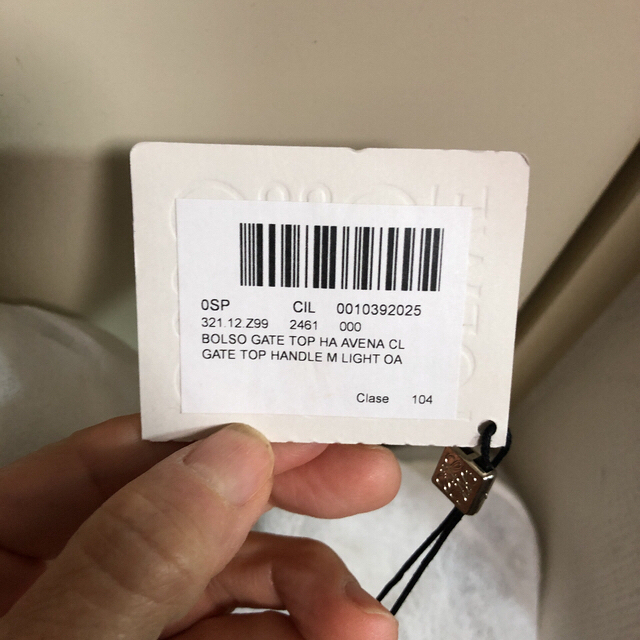 0SP CIL 0010392025
321.12.Z99 2461 000
BOLSO GATE TOP HA AVENA CL
GATE TOP HANDLE M LIGHT OA
Clase 104